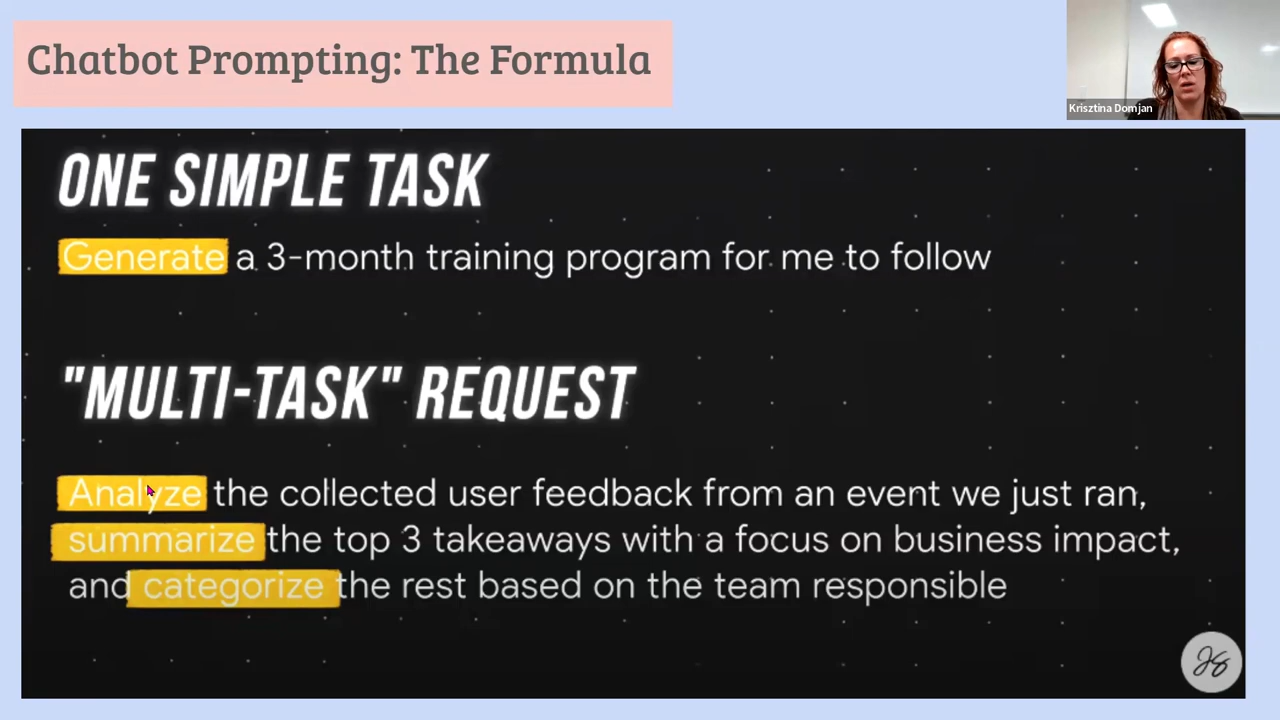 Chatbot Prompting: The Formula
Krisztina Domjan
ONE SIMPLE TASK
Generate a 3-month training program for me to follow
"MULTI-TASK" REQUEST
Analyze the collected user feedback from an event we just ran,
summarize the top 3 takeaways with a focus on business impact,
and categorize the rest based on the team responsible
JS